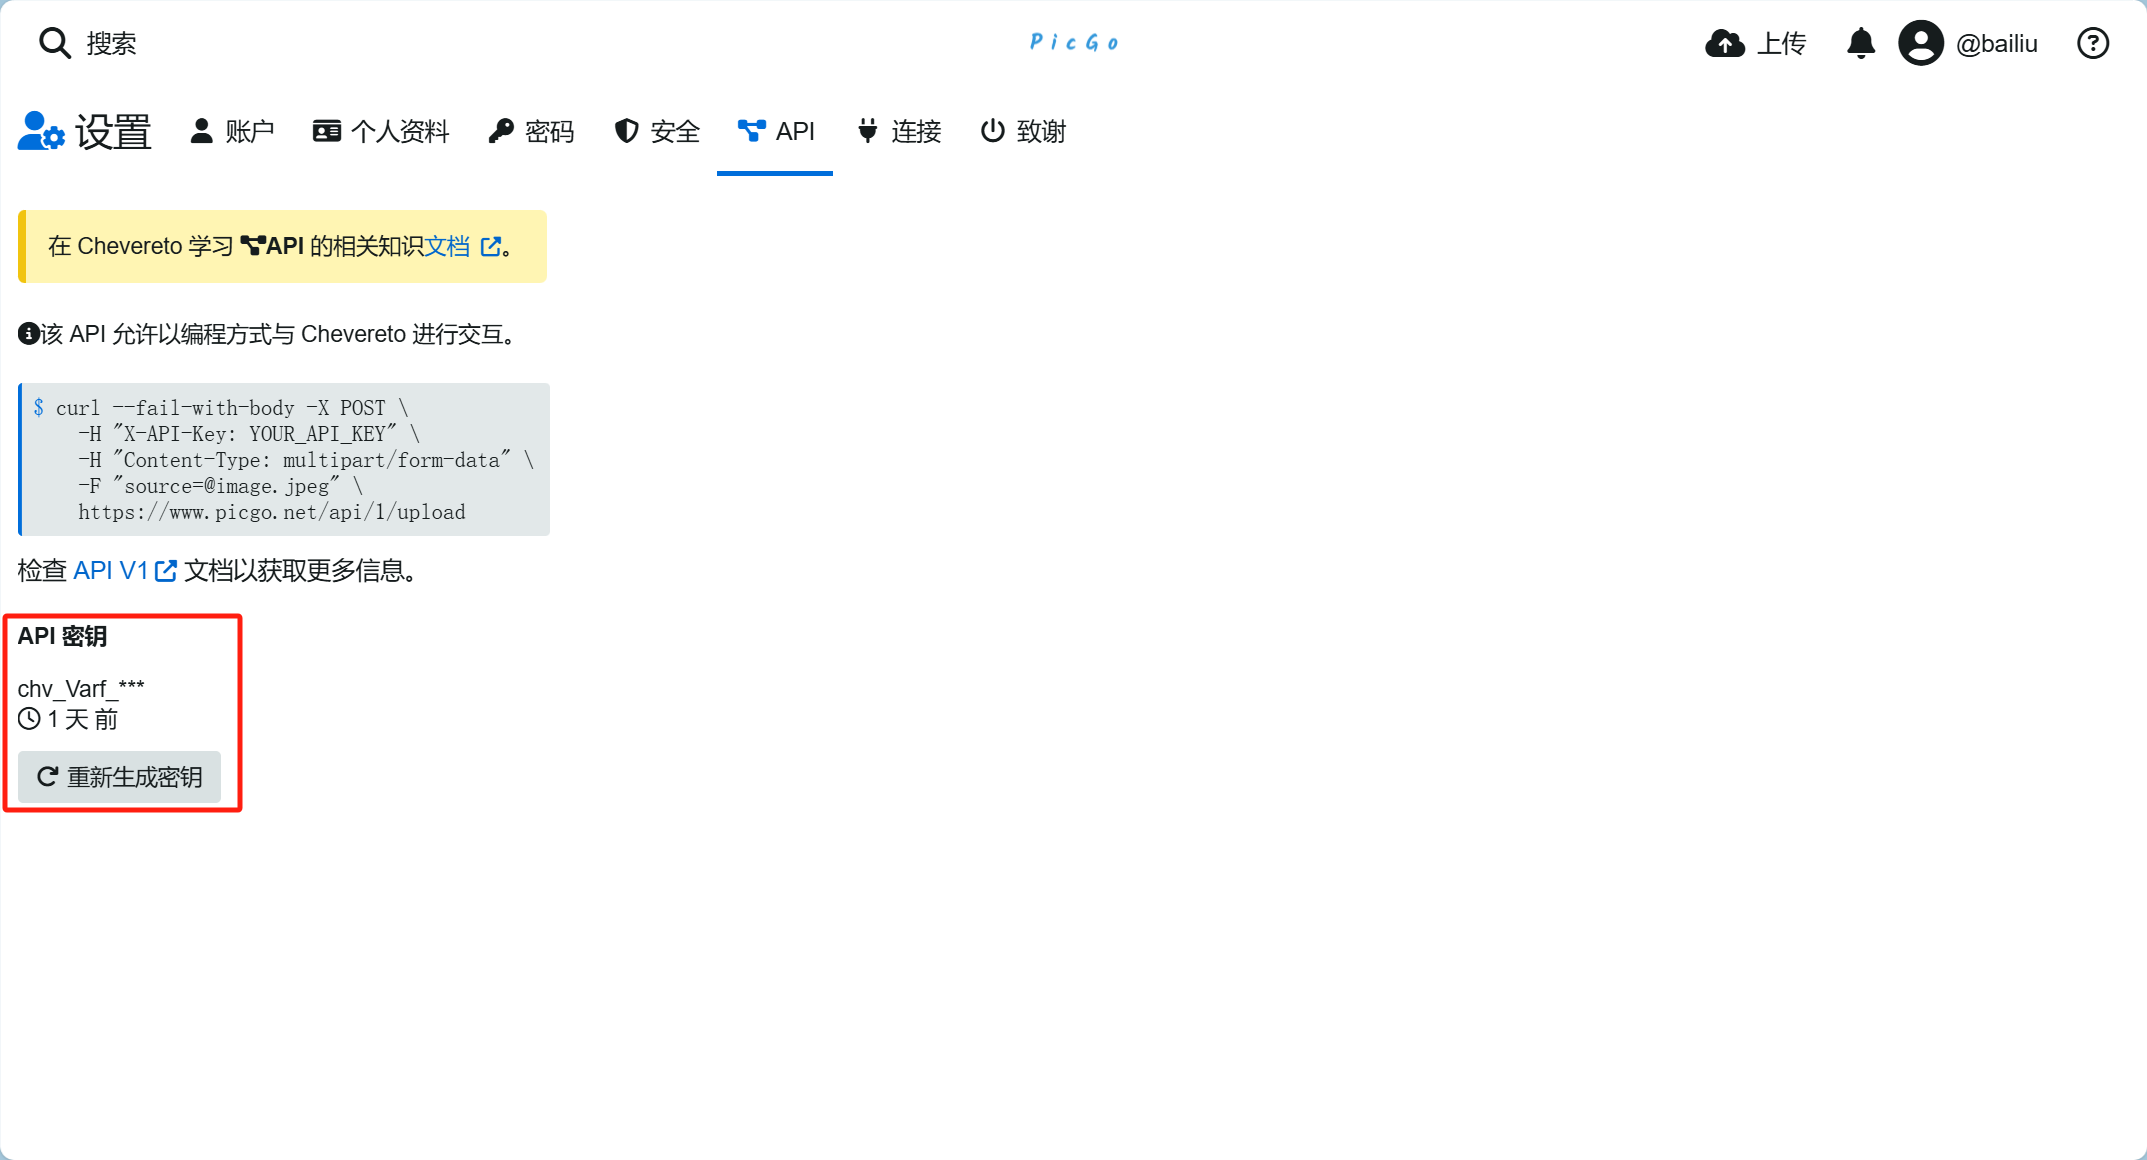 搜索
PicGo
上传
@bailiu
设置
账户
个人资料
密码
安全
API
连接
致谢
在 Chevereto 学习 API 的相关知识文档 。
该 API 允许以编程方式与 Chevereto 进行交互。
$ curl --fail-with-body -X POST \
-H "X-API-Key: YOUR_API_KEY" \
-H "Content-Type: multipart/form-data" \
-F "source=@image.jpeg" \
https://www.picgo.net/api/1/upload
检查 API V1 文档以获取更多信息。
API 密钥
chv_Varf_***
1 天 前
重新生成密钥